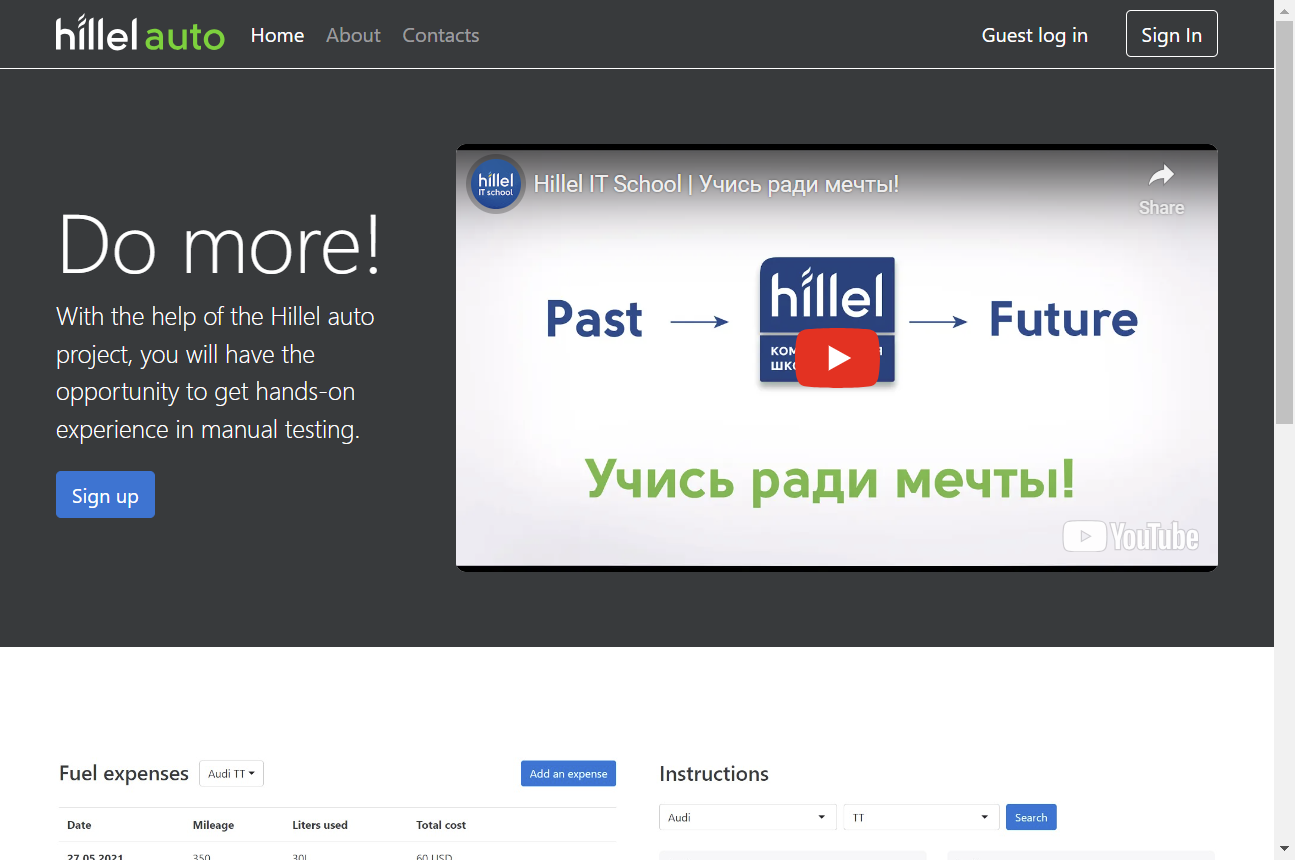 hillel auto
Home
About
Contacts
Guest log in
Sign In
Do more!
With the help of the Hillel auto
project, you will have the
opportunity to get hands-on
experience in manual testing.
Sign up
hillel
IT school
Hillel IT School | Учись ради мечты!
Share
Past
hillel
Future
Учись ради мечты!
YouTube
Fuel expenses
Audi TT
Add an expense
Date Mileage Liters used Total cost
27.05.2021 350 30L 60 USD
Instructions
Audi
TT
Search